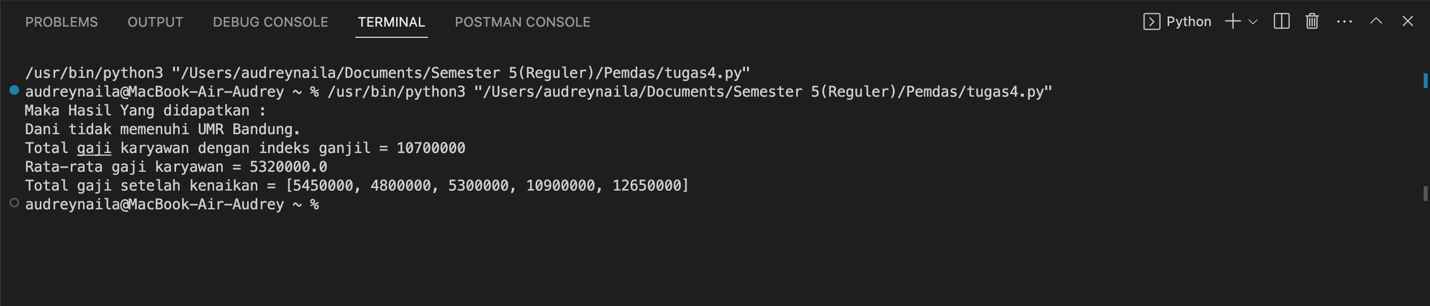 PROBLEMS OUTPUT DEBUG CONSOLE TERMINAL POSTMAN CONSOLE Python
/usr/bin/python3 "/Users/audreynaila/Documents/Semester 5(Reguler)/Pemdas/tugas4.py"
audreynaila@MacBook-Air-Audrey ~ % /usr/bin/python3 "/Users/audreynaila/Documents/Semester 5(Reguler)/Pemdas/tugas4.py"
Maka Hasil Yang didapatkan :
Dani tidak memenuhi UMR Bandung.
Total gaji karyawan dengan indeks ganjil = 10700000
Rata-rata gaji karyawan = 5320000.0
Total gaji setelah kenaikan = [5450000, 4800000, 5300000, 10900000, 12650000]
audreynaila@MacBook-Air-Audrey ~ %